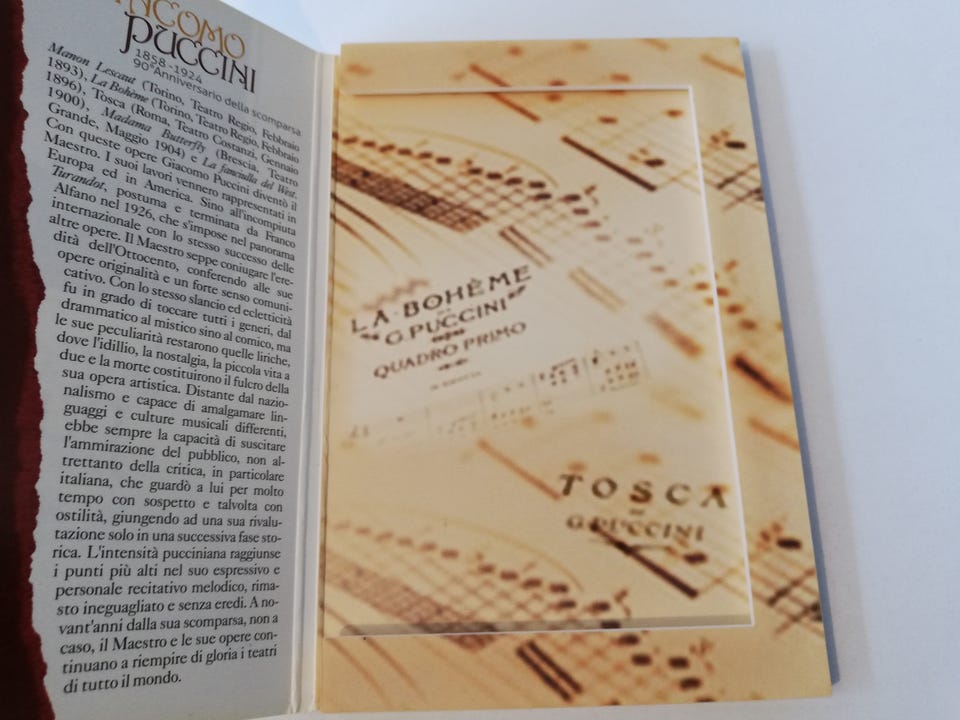 GIACOMO
PUCCINI
1858 -1924
90°Anniversario della scomparsa
Manon Lescaut (Torino, Teatro Regio, Febbraio
1893), La Bohème (Torino, Teatro Regio, Febbraio
1896), Tosca (Roma, Teatro Costanzi, Gennaio
1900), Madama Butterfly (Brescia, Teatro
Grande, Maggio 1904) e La fanciulla del West.
Con queste opere Giacomo Puccini diventò il
Maestro. I suoi lavori vennero rappresentati in
Europa ed in America. Sino all'incompiuta
Turandot, postuma e terminata da Franco
Alfano nel 1926, che s'impose nel panorama
internazionale con lo stesso successo delle
altre opere. Il Maestro seppe coniugare l'ere-
dità dell'Ottocento, conferendo alle sue
opere originalità e un forte senso comuni-
cativo. Con lo stesso slancio ed eclettticità
fu in grado di toccare tutti i generi, dal
drammatico al mistico sino al comico, ma
le sue peculiarità restarono quelle liriche,
dove l'idillio, la nostalgia, la piccola vita a
due e la morte costituirono il fulcro della
sua opera artistica. Distante dal nazio-
nalismo e capace di amalgamare lin-
guaggi e culture musicali differenti,
ebbe sempre la capacità di suscitare
l'ammirazione del pubblico, non al-
trettanto della critica, in particolare
italiana, che guardò a lui per molto
tempo con sospetto e talvolta con
ostilità, giungendo ad una sua rivalu-
tazione solo in una successiva fase sto-
rica. L'intensità pucciniana raggiunse
i punti più alti nel suo espressivo e
personale recitativo melodico, rima-
sto ineguagliato e senza eredi. A no-
vant'anni dalla sua scomparsa, non a
caso, il Maestro e le sue opere con-
tinuano a riempire di gloria i teatri
di tutto il mondo.
LA·BOHÈME
DI
G.PUCCINI
QUADRO PRIMO
TOSCA
G.PUCCINI